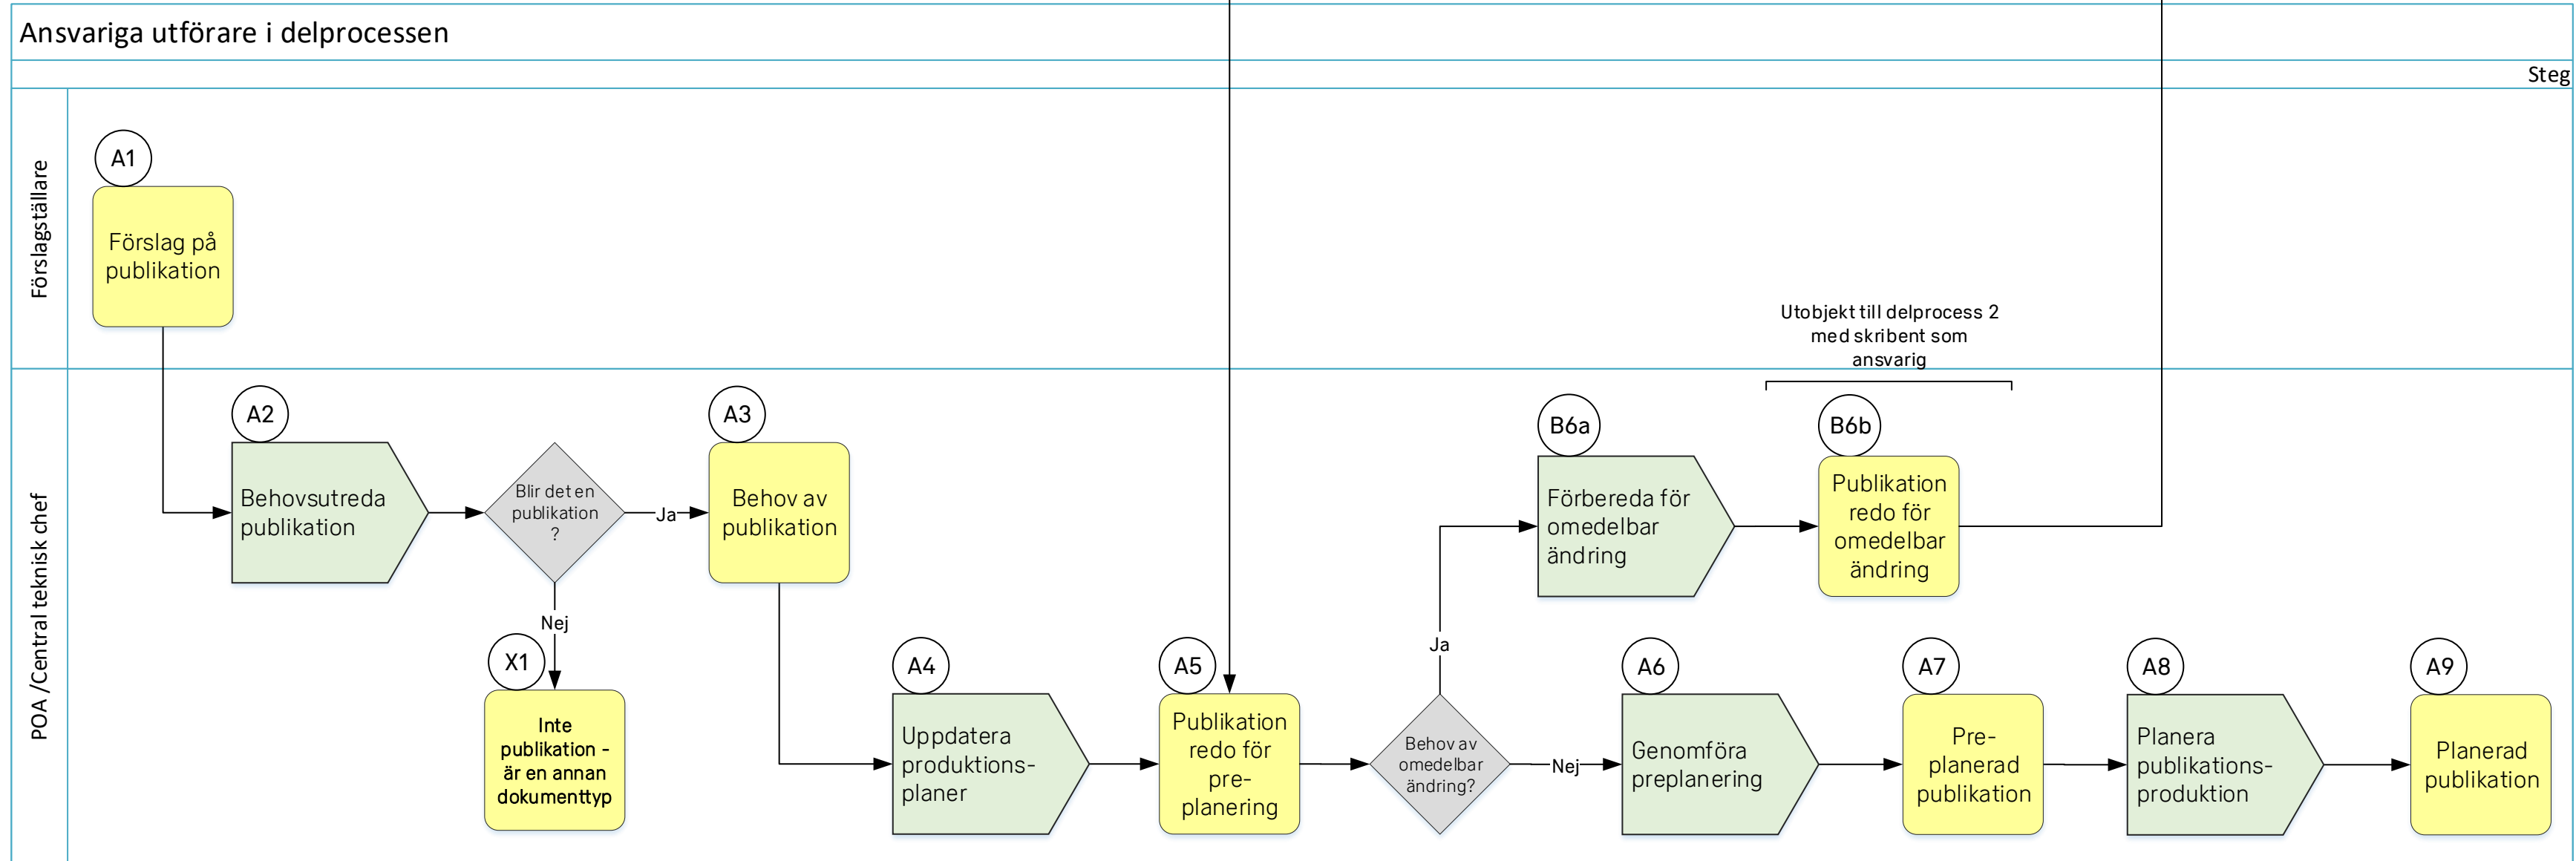 Ansvariga utförare i delprocessen
Steg
Förslagställare
A1
Förslag på
publikation
Utobjekt till delprocess 2
med skribent som
ansvarig
POA /Central teknisk chef
A2
Behovsutreda
publikation
Blir det en
publikation
?
Ja
Nej
A3
Behov av
publikation
X1
Inte
publikation -
är en annan
dokumenttyp
A4
Uppdatera
produktions-
planer
A5
Publikation
redo för
pre-
planering
Behov av
omedelbar
ändring?
Ja
Nej
B6a
Förbereda för
omedelbar
ändring
B6b
Publikation
redo för
omedelbar
ändring
A6
Genomföra
preplanering
A7
Pre-
planerad
publikation
A8
Planera
publikations-
produktion
A9
Planerad
publikation